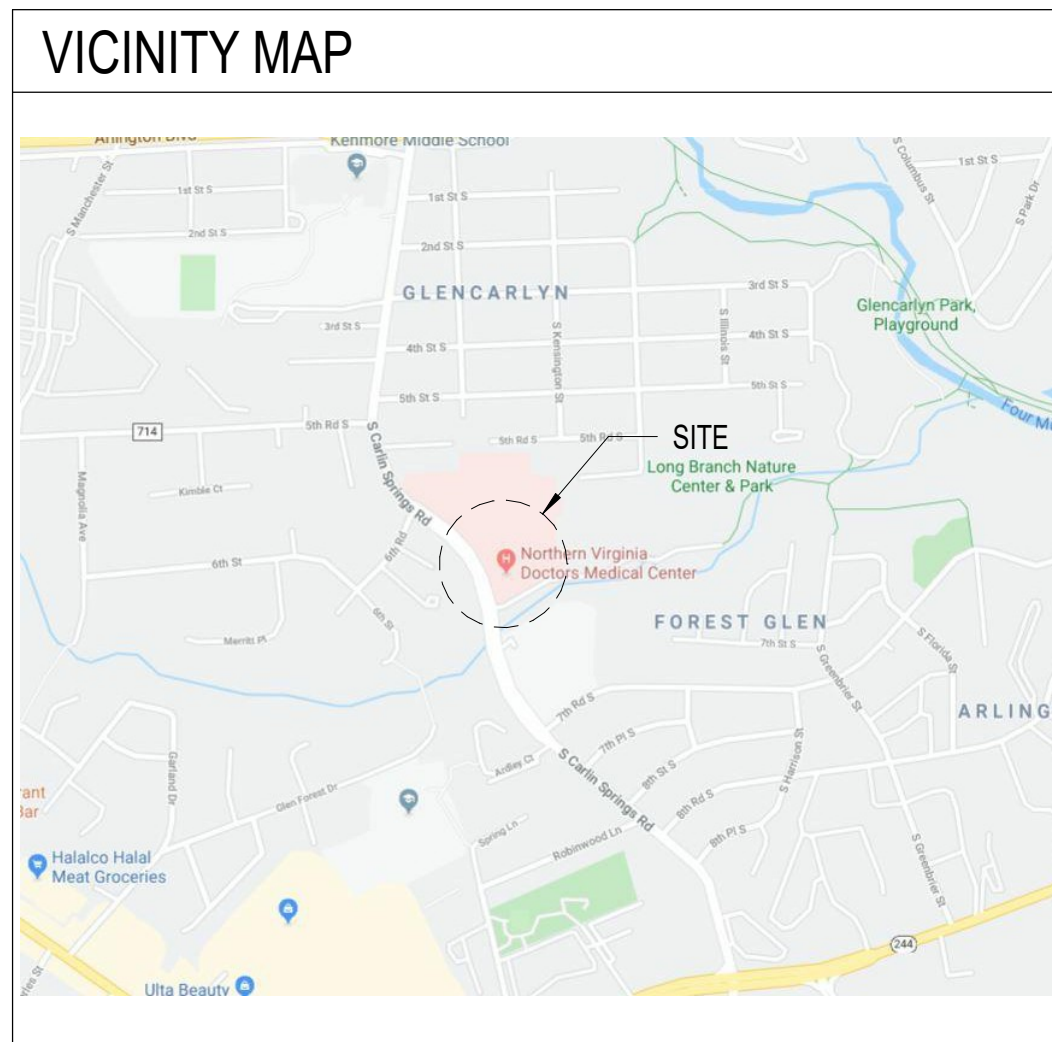 VICINITY MAP
Arlington Blvd
Kenmore Middle School
S Manchester St
1st St S
1st St S
S Columbus St
1st St S
S Park Dr
2nd St S
2nd St S
GLENCARLYN
3rd St S
Glencarlyn Park,
Playground
3rd St S
S Kensington St
S Illinois St
4th St S
4th St S
5th St S
5th St S
Four Mi
714
5th Rd S
S Carlin Springs Rd
5th Rd S
5th Rd S
SITE
Long Branch Nature
Center & Park
Magnolia Ave
Kimble Ct
6th Rd
6th St
Northern Virginia
Doctors Medical Center
6th St
Merritt Pl
FOREST GLEN
7th St S
S Greenbrier St
S Florida St
7th Rd S
ARLING
Garland Dr
7th Pl S
S Harrison St
Ardley Ct
S Carlin Springs Rd
8th St S
8th Rd S
Glen Forest Dr
rant
Bar
Spring Ln
Robinwood Ln
8th Pl S
S Greenbrier St
Halalco Halal
Meat Groceries
244
Ulta Beauty